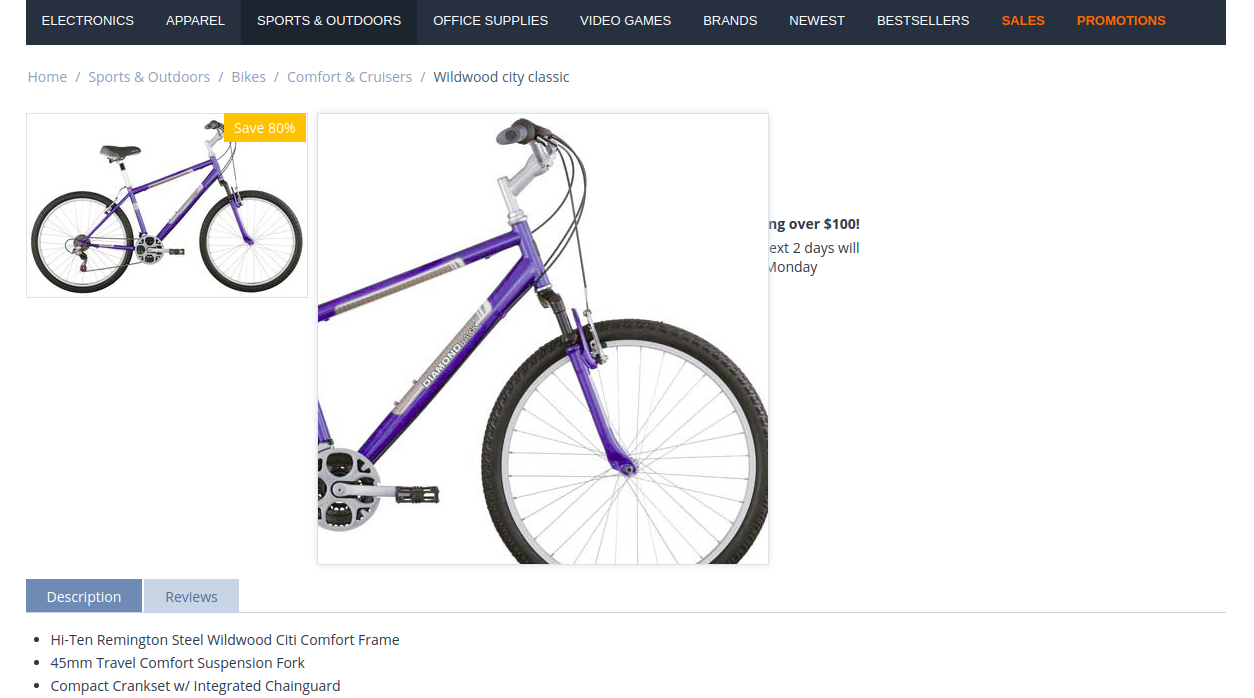 ELECTRONICS APPAREL SPORTS & OUTDOORS OFFICE SUPPLIES VIDEO GAMES BRANDS NEWEST BESTSELLERS SALES PROMOTIONS
Home / Sports & Outdoors / Bikes / Comfort & Cruisers / Wildwood city classic
Save 80%
DIAMONDBACK
ng over $100!
ext 2 days will
Monday
Description Reviews
Hi-Ten Remington Steel Wildwood Citi Comfort Frame
45mm Travel Comfort Suspension Fork
Compact Crankset w/ Integrated Chainguard